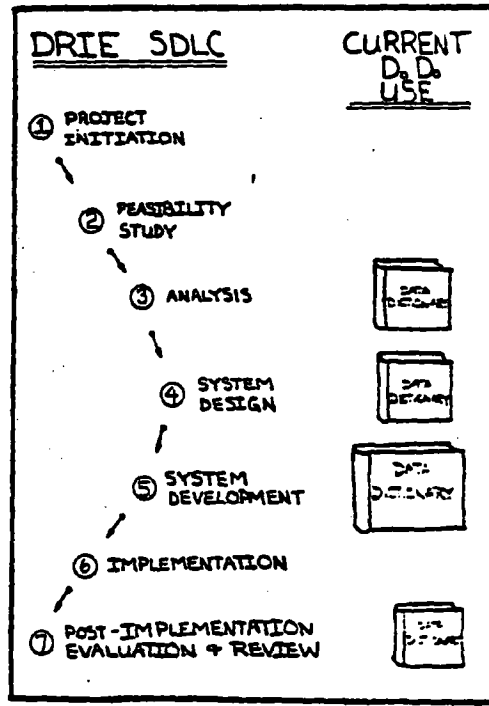 DRIE SDLC
CURRENT
D. D.
USE
① PROJECT
INITIATION
② FEASIBILITY
STUDY
③ ANALYSIS
DATA
DICTIONARY
④ SYSTEM
DESIGN
DATA
DICTIONARY
⑤ SYSTEM
DEVELOPMENT
DATA
DICTIONARY
⑥ IMPLEMENTATION
⑦ POST-IMPLEMENTATION
EVALUATION + REVIEW
DATA